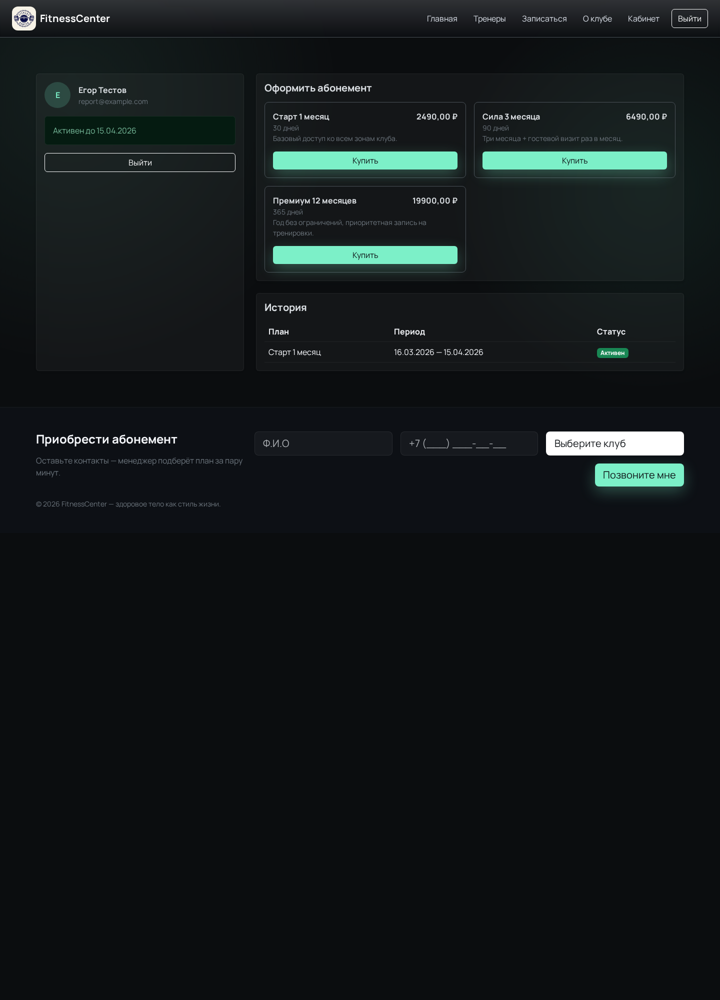 FitnessCenter
Главная
Тренеры
Записаться
О клубе
Кабинет
Выйти
Е
Егор Тестов
report@example.com
Активен до 15.04.2026
Выйти
Оформить абонемент
Старт 1 месяц
2490,00 ₽
30 дней
Базовый доступ ко всем зонам клуба.
Купить
Сила 3 месяца
6490,00 ₽
90 дней
Три месяца + гостевой визит раз в месяц.
Купить
Премиум 12 месяцев
19900,00 ₽
365 дней
Год без ограничений, приоритетная запись на
тренировки.
Купить
История
План
Период
Статус
Старт 1 месяц
16.03.2026 — 15.04.2026
Активен
Приобрести абонемент
Оставьте контакты — менеджер подберёт план за пару
минут.
Ф.И.О
+7 (___) ___-__-__
Выберите клуб
Позвоните мне
© 2026 FitnessCenter — здоровое тело как стиль жизни.